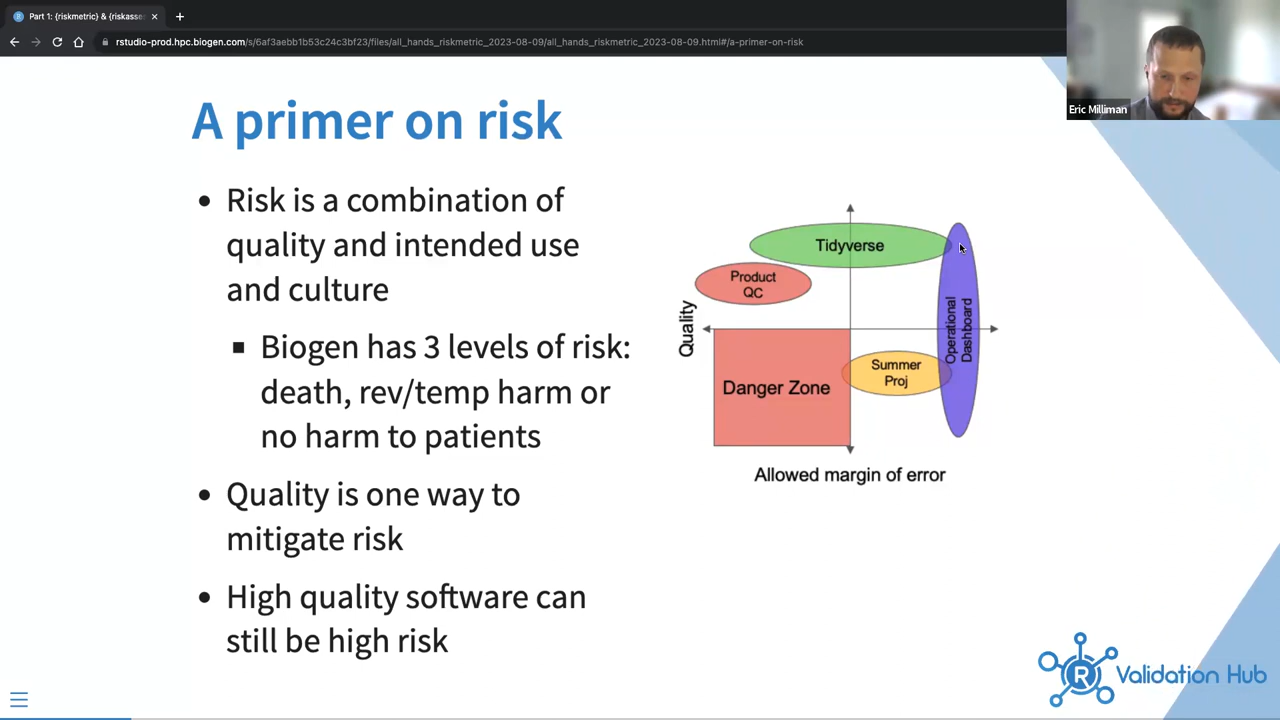 Part 1: {riskmetric} & {riskasse
rstudio-prod.hpc.biogen.com/s/6af3aebb1b53c24c3bf23/files/all_hands_riskmetric_2023-08-09/all_hands_riskmetric_2023-08-09.html#/a-primer-on-risk
Eric Milliman
A primer on risk
• Risk is a combination of
quality and intended use
and culture
▪ Biogen has 3 levels of risk:
death, rev/temp harm or
no harm to patients
• Quality is one way to
mitigate risk
• High quality software can
still be high risk
Tidyverse
Product
QC
Quality
Operational
Dashboard
Summer
Proj
Danger Zone
Allowed margin of error
R Validation Hub